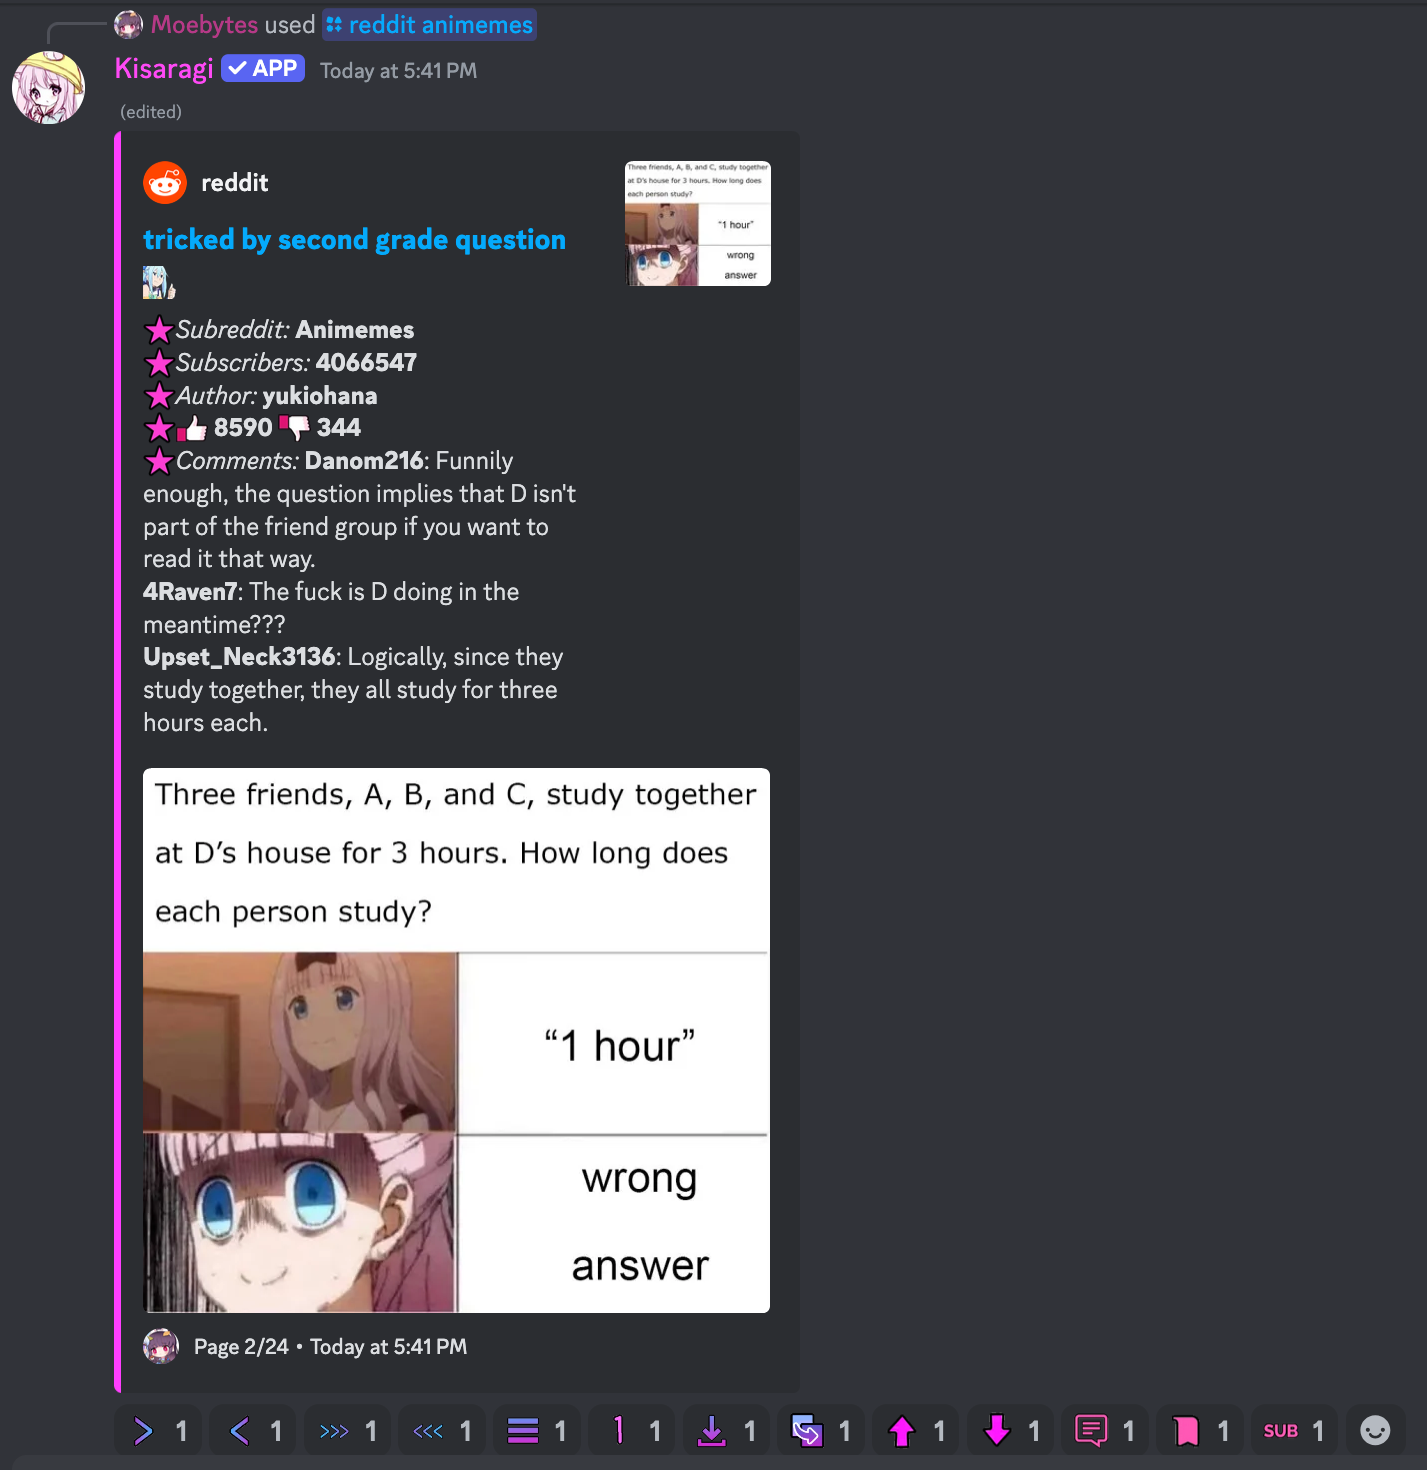 Moebytes used reddit animemes
Kisaragi APP Today at 5:41 PM
(edited)
reddit
tricked by second grade question
Three friends, A, B, and C, study together
at D's house for 3 hours. How long does
each person study?
"1 hour"
wrong
answer
Subreddit: Animemes
Subscribers: 4066547
Author: yukiohana
8590 344
Comments: Danom216: Funnily
enough, the question implies that D isn't
part of the friend group if you want to
read it that way.
4Raven7: The fuck is D doing in the
meantime???
Upset_Neck3136: Logically, since they
study together, they all study for three
hours each.
Three friends, A, B, and C, study together
at D’s house for 3 hours. How long does
each person study?
“1 hour”
wrong
answer
Page 2/24 • Today at 5:41 PM
1 1 1 1 1 1 1 1 1 1 1 1 1 SUB 1